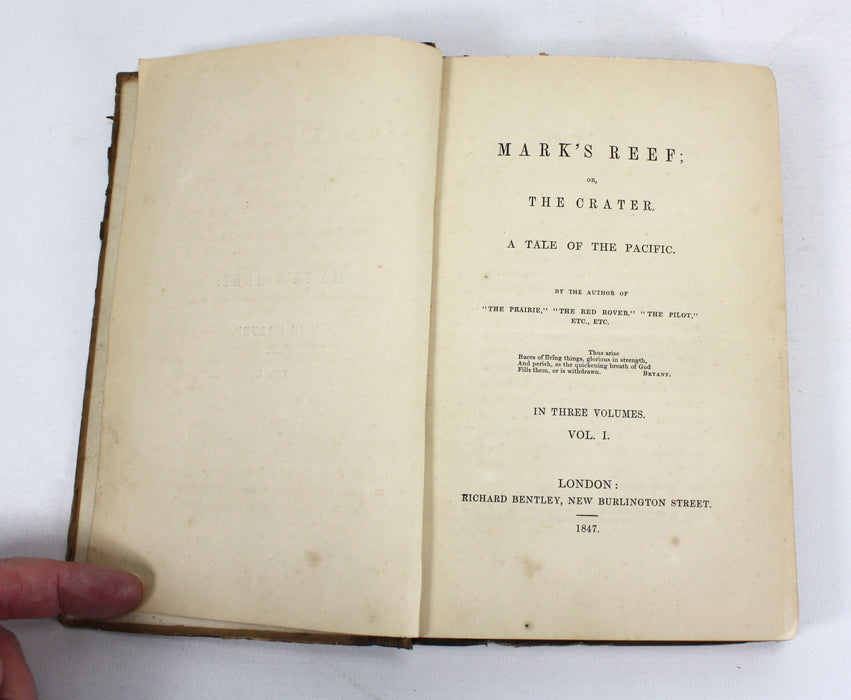 MARK'S REEF;
OR,
THE CRATER.
A TALE OF THE PACIFIC.
BY THE AUTHOR OF
"THE PRAIRIE," "THE RED ROVER," "THE PILOT,"
ETC., ETC.
Thus arise
Races of living things, glorious in strength,
And perish, as the quickening breath of God
Fills them, or is withdrawn. BRYANT.
IN THREE VOLUMES.
VOL. I.
LONDON:
RICHARD BENTLEY, NEW BURLINGTON STREET.
1847.